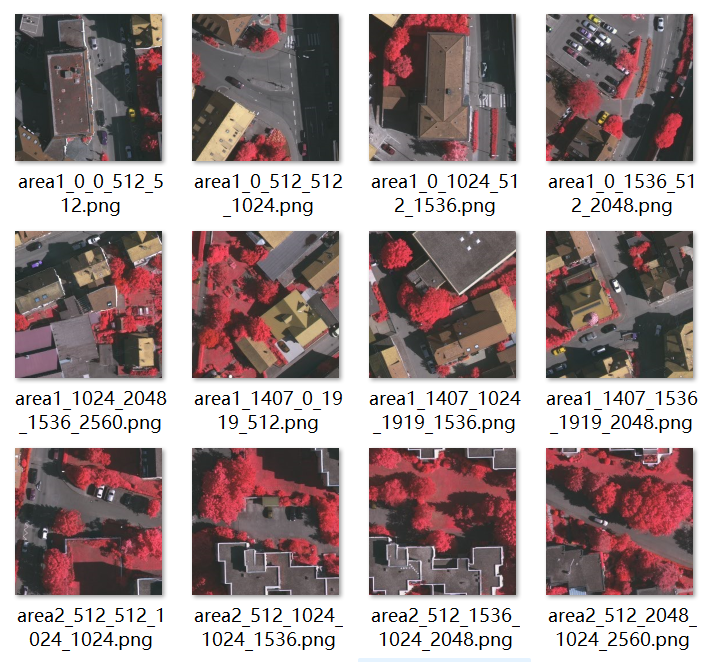 area1_0_0_512_5
12.png
area1_0_512_512
_1024.png
area1_0_1024_51
2_1536.png
area1_0_1536_51
2_2048.png
area1_1024_2048
_1536_2560.png
area1_1407_0_19
19_512.png
area1_1407_1024
_1919_1536.png
area1_1407_1536
_1919_2048.png
area2_512_512_1
024_1024.png
area2_512_1024_
1024_1536.png
area2_512_1536_
1024_2048.png
area2_512_2048_
1024_2560.png